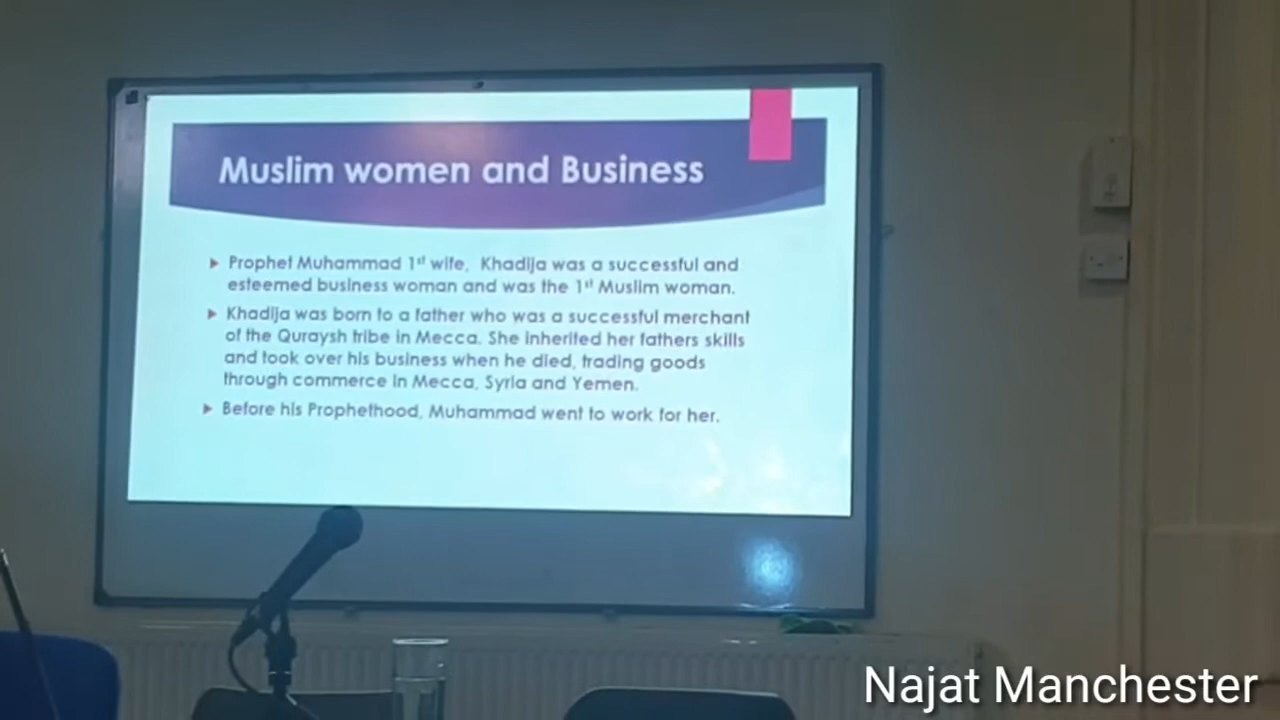 Muslim women and Business
Prophet Muhammad 1st wife, Khadija was a successful and
esteemed business woman and was the 1st Muslim woman.
Khadija was born to a father who was a successful merchant
of the Quraysh tribe in Mecca. She inherited her fathers skills
and took over his business when he died, trading goods
through commerce in Mecca, Syria and Yemen.
Before his Prophethood, Muhammad went to work for her.
Najat Manchester